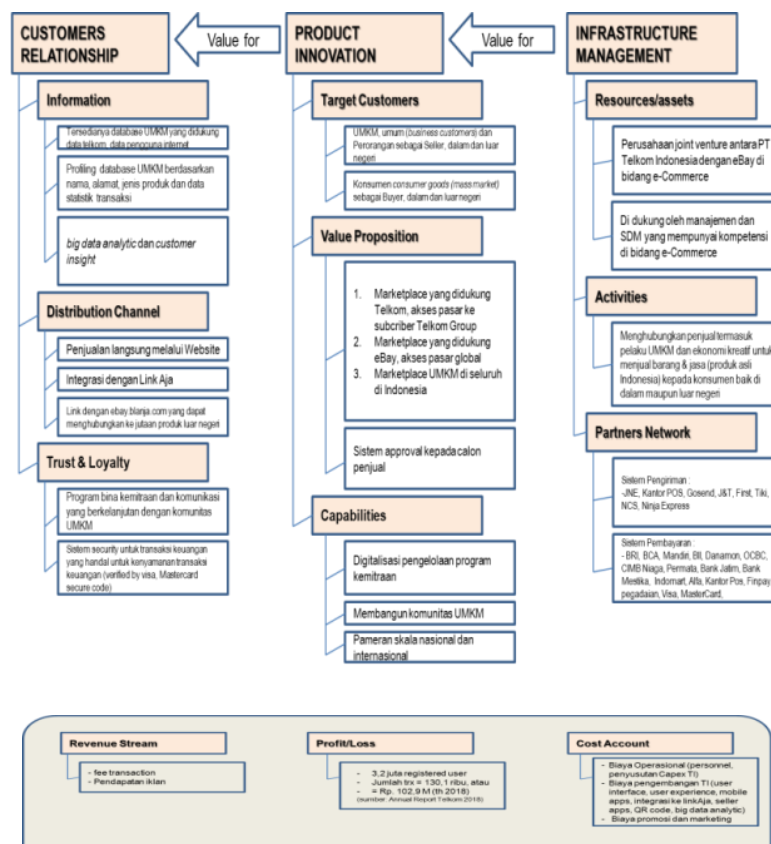 CUSTOMERS
RELATIONSHIP
Value for
PRODUCT
INNOVATION
Value for
INFRASTRUCTURE
MANAGEMENT
Information
Tersedianya database UMKM yang didukung
data telkom, data pengguna internet
Profiling database UMKM berdasarkan
nama, alamat, jenis produk dan data
statistik transaksi
big data analytic dan customer
insight
Distribution Channel
Penjualan langsung melalui Website
Integrasi dengan Link Aja
Link dengan ebay.blanja.com yang dapat
menghubungkan ke jutaan produk luar negeri
Trust & Loyalty
Program bina kemitraan dan komunikasi
yang berkelanjutan dengan komunitas
UMKM
Sistem security untuk transaksi keuangan
yang handal untuk kenyamanan transaksi
keuangan (verified by visa, Mastercard
secure code)
Target Customers
UMKM, umum (business customers) dan
Perorangan sebagai Seller, dalam dan luar
negeri
Konsumen consumer goods (mass market)
sebagai Buyer, dalam dan luar negeri
Value Proposition
1. Marketplace yang didukung
Telkom, akses pasar ke
subcriber Telkom Group
2. Marketplace yang didukung
eBay, akses pasar global
3. Marketplace UMKM di seluruh
di Indonesia
Sistem approval kepada calon
penjual
Capabilities
Digitalisasi pengelolaan program
kemitraan
Membangun komunitas UMKM
Pameran skala nasional dan
internasional
Resources/assets
Perusahaan joint venture antara PT
Telkom Indonesia dengan eBay di
bidang e-Commerce
Di dukung oleh manajemen dan
SDM yang mempunyai kompetensi
di bidang e-Commerce
Activities
Menghubungkan penjual termasuk
pelaku UMKM dan ekonomi kreatif untuk
menjual barang & jasa (produk asli
Indonesia) kepada konsumen baik di
dalam maupun luar negeri
Partners Network
Sistem Pengiriman :
-JNE, Kantor POS, Gosend, J&T, First, Tiki,
NCS, Ninja Express
Sistem Pembayaran :
- BRI, BCA, Mandiri, BII, Danamon, OCBC,
CIMB Niaga, Permata, Bank Jatim, Bank
Mestika, Indomart, Alfa, Kantor Pos, Finpay,
pegadaian, Visa, MasterCard,
Revenue Stream
- fee transaction
- Pendapatan iklan
Profit/Loss
- 3,2 juta registered user
- Jumlah trx = 130,1 ribu, atau
- = Rp. 102,9 M (th 2018)
(sumber: Annual Report Telkom 2018)
Cost Account
- Biaya Operasional (personnel,
penyusutan Capex TI)
- Biaya pengembangan TI (user
interface, user experience, mobile
apps, integrasi ke linkAja, seller
apps, QR code, big data analytic)
- Biaya promosi dan marketing